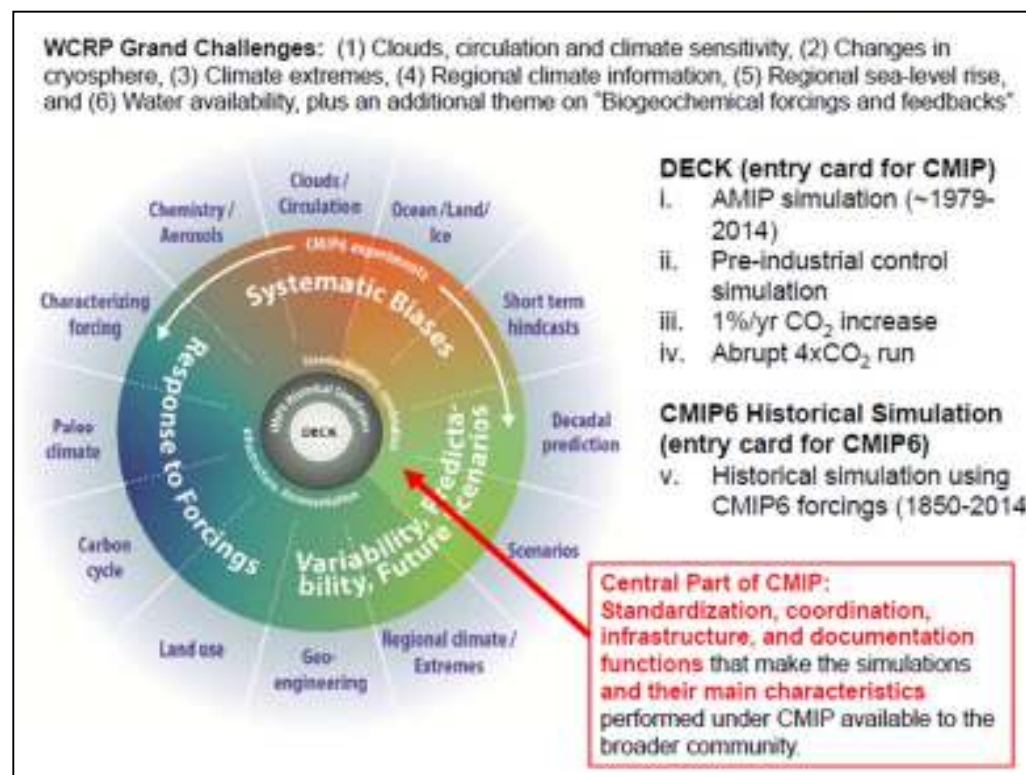 WCRP Grand Challenges: (1) Clouds, circulation and climate sensitivity, (2) Changes in
cryosphere, (3) Climate extremes, (4) Regional climate information, (5) Regional sea-level rise,
and (6) Water availability, plus an additional theme on "Biogeochemical forcings and feedbacks"
Clouds /
Circulation
Chemistry /
Aerosols
Ocean /Land/
Ice
CMIP6 experiments
Systematic Biases
Characterizing
forcing
Short term
hindcasts
Response to Forcings
Paleo
climate
DECK
Decadal
prediction
Variability, Predicta-
bility, Future Scenarios
Carbon
cycle
Scenarios
Land use
Geo-
engineering
Regional climate /
Extremes
DECK (entry card for CMIP)
i. AMIP simulation (~1979-
2014)
ii. Pre-industrial control
simulation
iii. 1%/yr CO₂ increase
iv. Abrupt 4xCO₂ run
CMIP6 Historical Simulation
(entry card for CMIP6)
v. Historical simulation using
CMIP6 forcings (1850-2014
Central Part of CMIP:
Standardization, coordination,
infrastructure, and documentation
functions that make the simulations
and their main characteristics
performed under CMIP available to the
broader community.